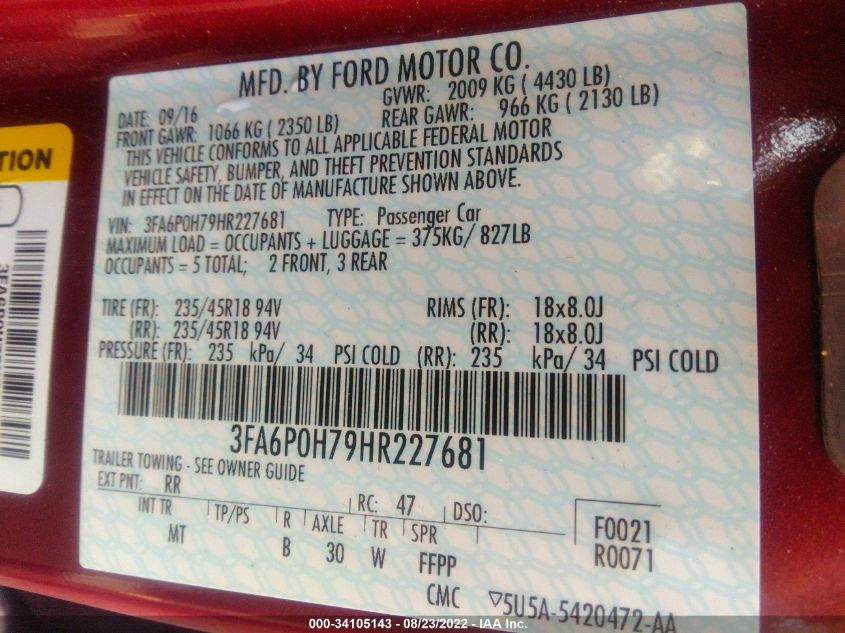 MFD. BY FORD MOTOR CO.
DATE: 09/16 GVWR: 2009 KG ( 4430 LB)
FRONT GAWR: 1066 KG ( 2350 LB) REAR GAWR: 966 KG ( 2130 LB)
THIS VEHICLE CONFORMS TO ALL APPLICABLE FEDERAL MOTOR
VEHICLE SAFETY, BUMPER, AND THEFT PREVENTION STANDARDS
IN EFFECT ON THE DATE OF MANUFACTURE SHOWN ABOVE.
VIN: 3FA6P0H79HR227681 TYPE: Passenger Car
MAXIMUM LOAD = OCCUPANTS + LUGGAGE = 375KG/ 827LB
OCCUPANTS = 5 TOTAL; 2 FRONT, 3 REAR
TIRE (FR): 235/45R18 94V RIMS (FR): 18x8.0J
(RR): 235/45R18 94V (RR): 18x8.0J
PRESSURE (FR): 235 kPa/ 34 PSI COLD (RR): 235 kPa/ 34 PSI COLD
3FA6P0H79HR227681
TRAILER TOWING - SEE OWNER GUIDE
EXT PNT: RR RC: 47 DSO:
INT TR TP/PS R AXLE TR SPR F0021
MT B 30 W FFPP R0071
CMC ▽5U5A-5420472-AA
000-34105143 - 08/23/2022 - IAA Inc.